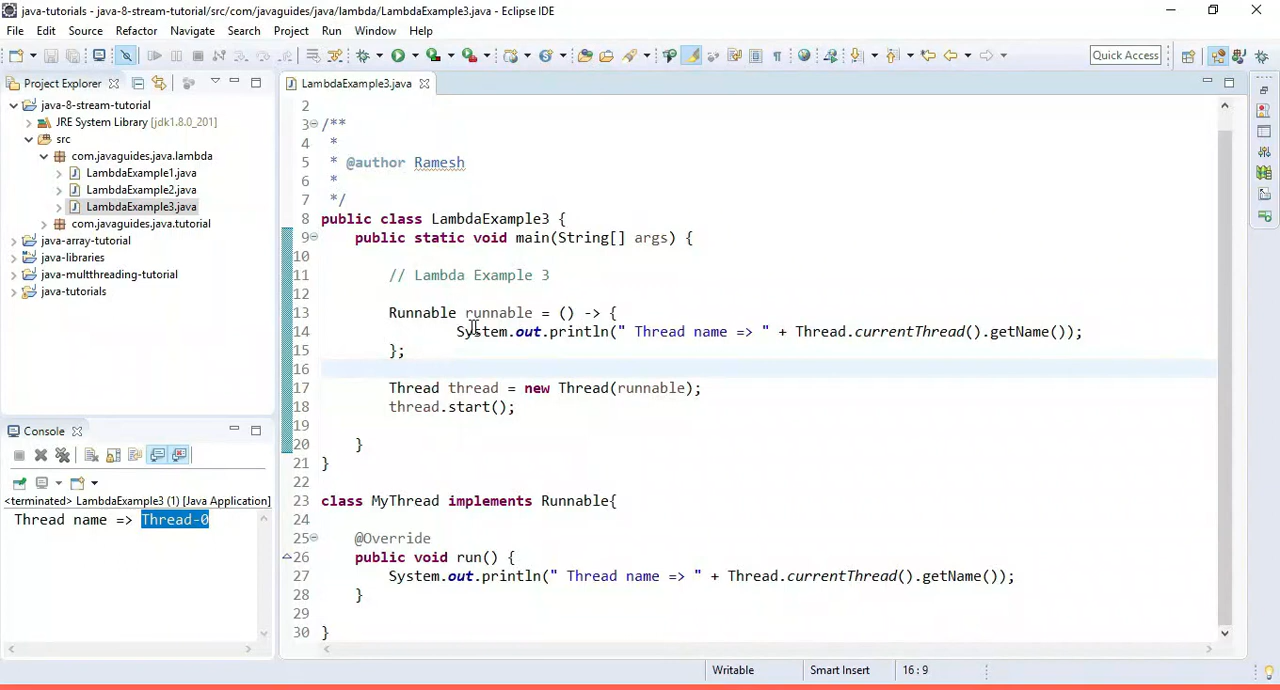 java-tutorials - java-8-stream-tutorial/src/com/javaguides/java/lambda/LambdaExample3.java - Eclipse IDE
File Edit Source Refactor Navigate Search Project Run Window Help
Quick Access
Project Explorer
java-8-stream-tutorial
JRE System Library [jdk1.8.0_201]
src
com.javaguides.java.lambda
LambdaExample1.java
LambdaExample2.java
LambdaExample3.java
com.javaguides.java.tutorial
java-array-tutorial
java-libraries
java-multthreading-tutorial
java-tutorials
Console
<terminated> LambdaExample3 (1) [Java Application]
Thread name => Thread-0
LambdaExample3.java
2
3 /**
4 *
5 * @author Ramesh
6 *
7 */
8 public class LambdaExample3 {
9 public static void main(String[] args) {
10
11 // Lambda Example 3
12
13 Runnable runnable = () -> {
14 System.out.println(" Thread name => " + Thread.currentThread().getName());
15 };
16
17 Thread thread = new Thread(runnable);
18 thread.start();
19
20 }
21 }
22
23 class MyThread implements Runnable{
24
25 @Override
26 public void run() {
27 System.out.println(" Thread name => " + Thread.currentThread().getName());
28 }
29
30 }
Writable Smart Insert 16:9